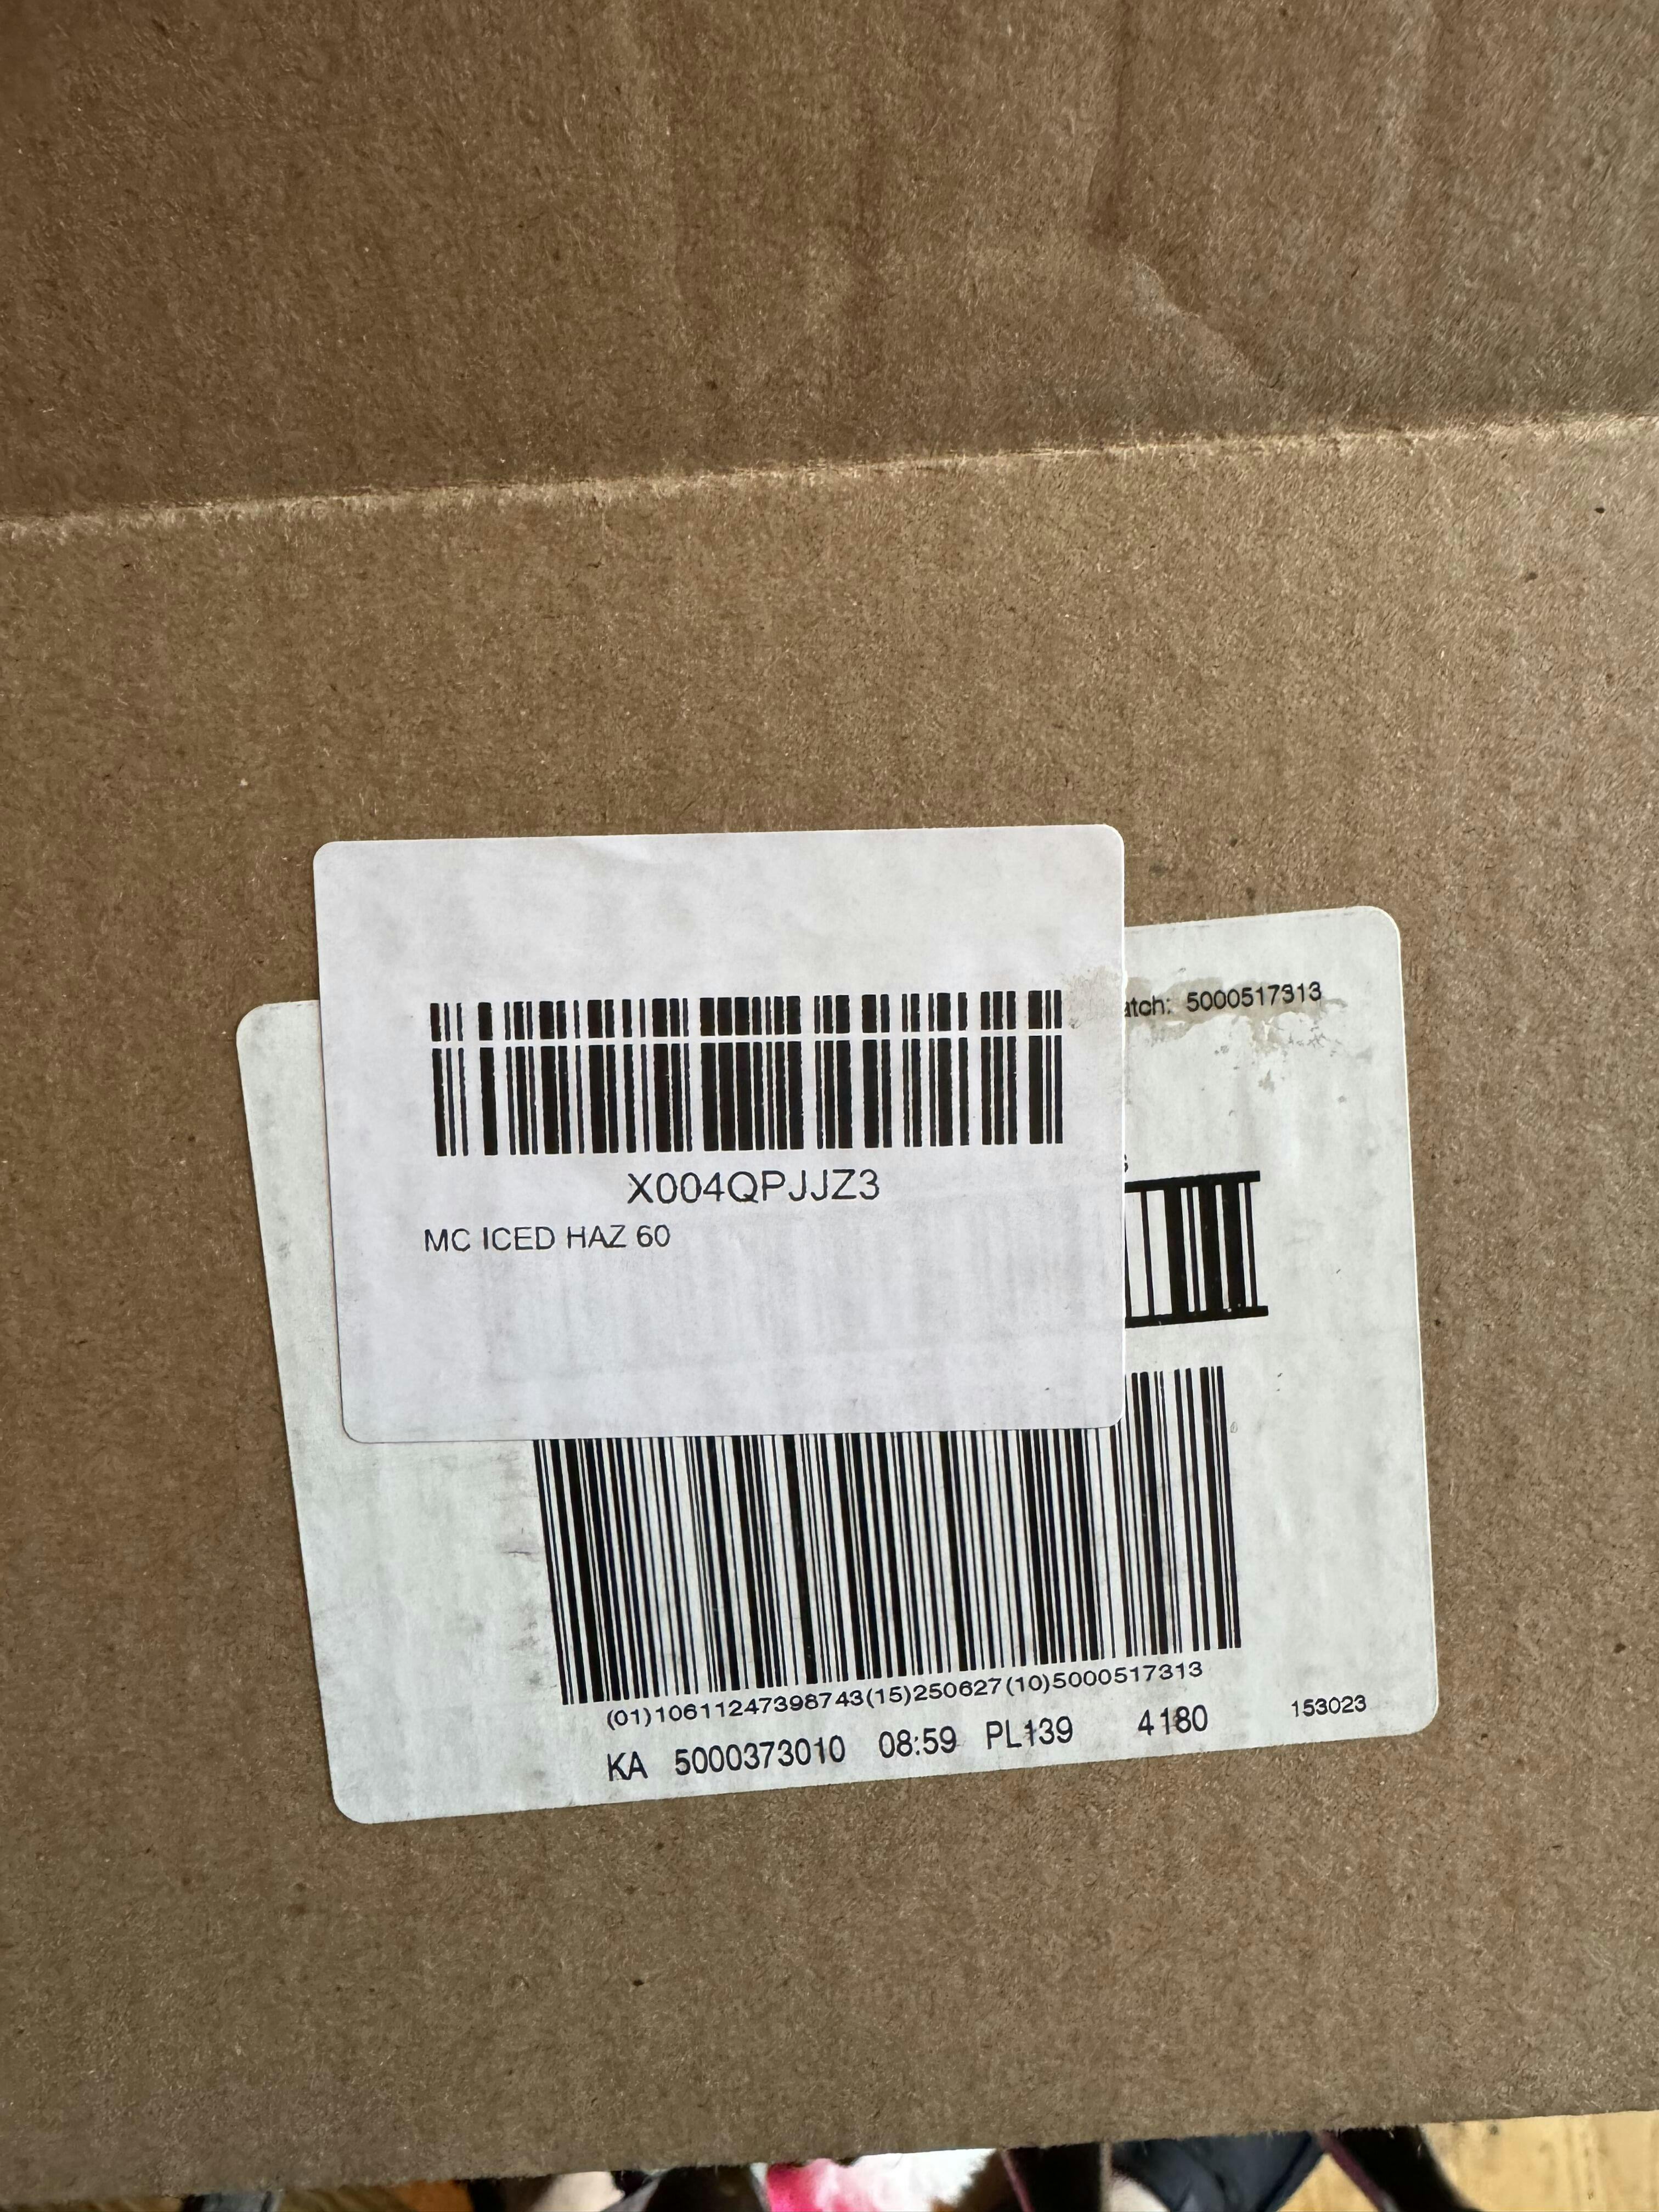 atch: 5000517313
X004QPJJZ3
MC ICED HAZ 60
(01)10611247398743(15)250627(10)5000517313
KA 5000373010 08:59 PL139 4180 153023